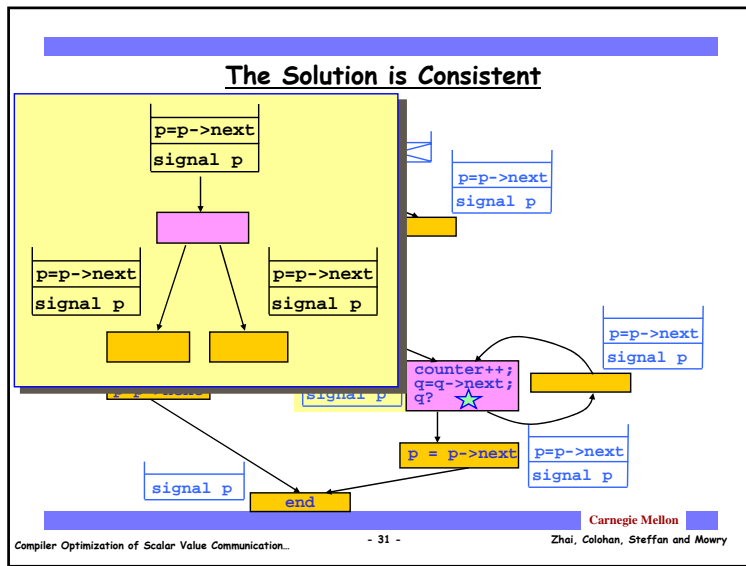 The Solution is Consistent
p=p->next
signal p
p=p->next
signal p
p=p->next
signal p
p=p->next
signal p
p=p->next
signal p
counter++;
q=q->next;
q?
signal p
p = p->next
p=p->next
signal p
signal p
end
Carnegie Mellon
Compiler Optimization of Scalar Value Communication…
- 31 -
Zhai, Colohan, Steffan and Mowry